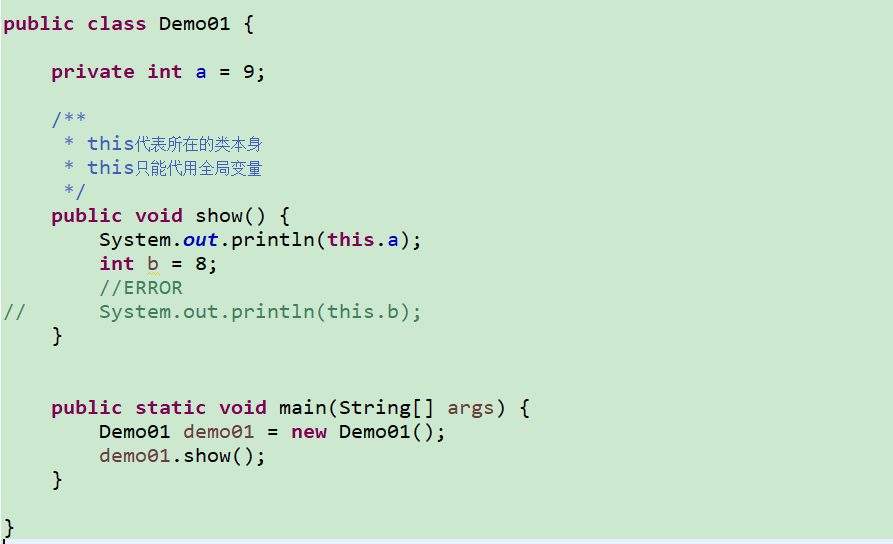 public class Demo01 {
private int a = 9;
/**
* this代表所在的类本身
* this只能代用全局变量
*/
public void show() {
System.out.println(this.a);
int b = 8;
//ERROR
// System.out.println(this.b);
}
public static void main(String[] args) {
Demo01 demo01 = new Demo01();
demo01.show();
}
}